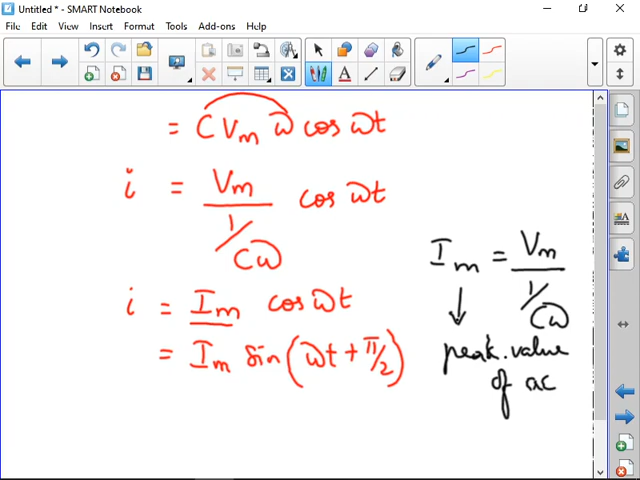 Untitled * - SMART Notebook
File Edit View Insert Format Tools Add-ons Help
= C Vm ω cos ωt
i = Vm / 1/Cω cos ωt
i = Im cos ωt
= Im sin(ωt + π/2)
Im = Vm / 1/Cω
↓
peak. value
of ac